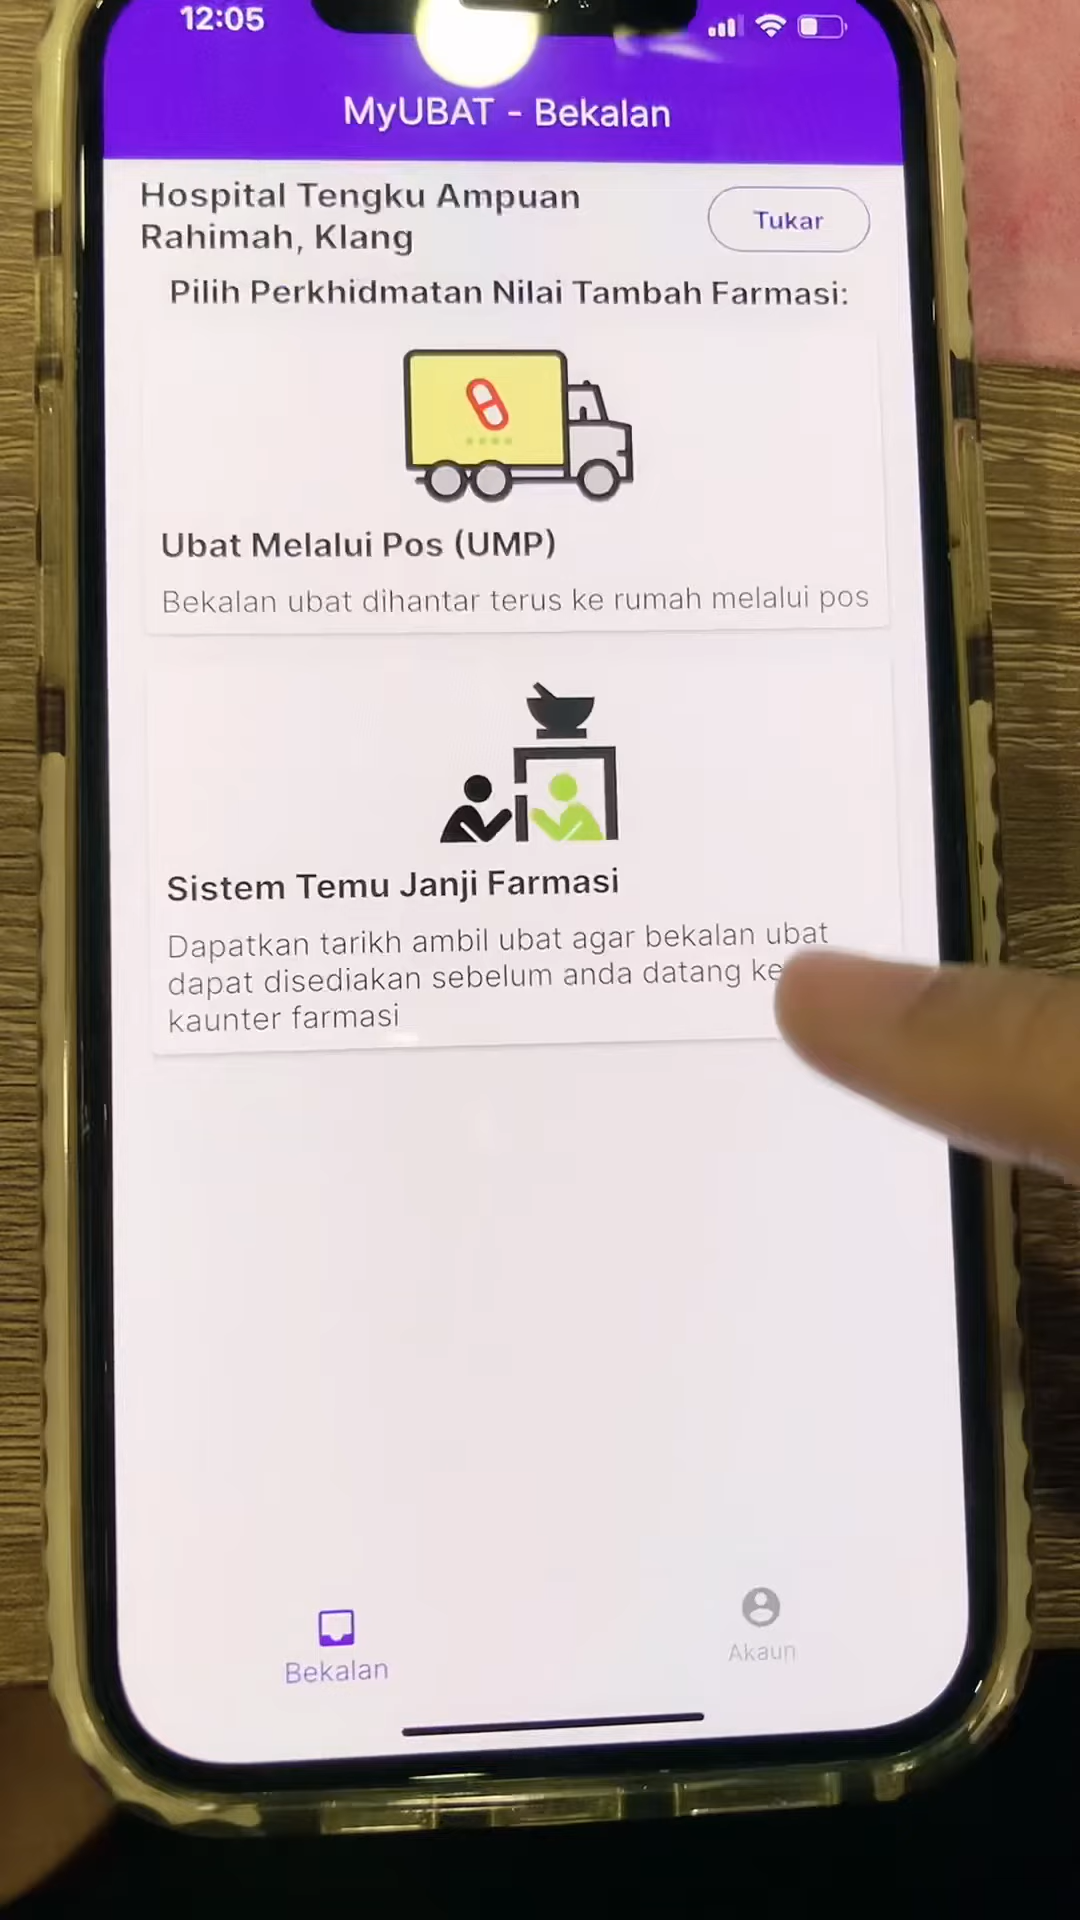 12:05
MyUBAT - Bekalan
Hospital Tengku Ampuan
Rahimah, Klang
Tukar
Pilih Perkhidmatan Nilai Tambah Farmasi:
Ubat Melalui Pos (UMP)
Bekalan ubat dihantar terus ke rumah melalui pos
Sistem Temu Janji Farmasi
Dapatkan tarikh ambil ubat agar bekalan ubat
dapat disediakan sebelum anda datang ke
kaunter farmasi
Bekalan
Akaun